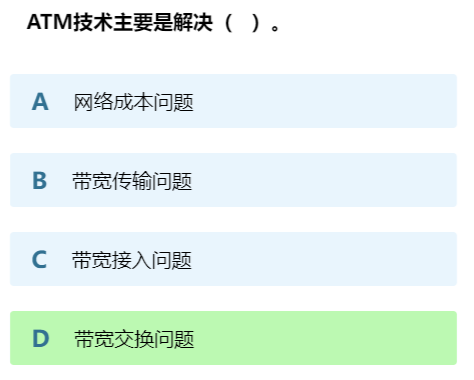 ATM技术主要是解决（ ）。
A 网络成本问题
B 带宽传输问题
C 带宽接入问题
D 带宽交换问题